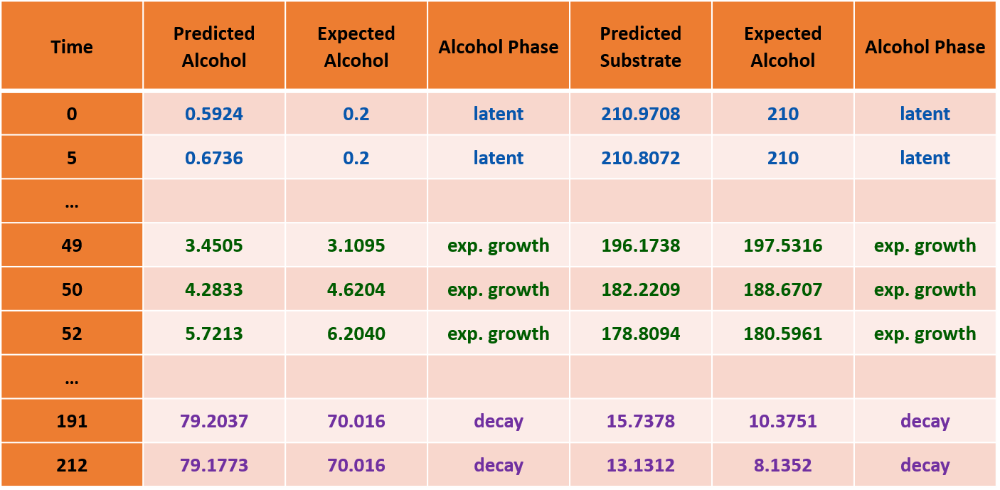 Time Predicted Alcohol Expected Alcohol Alcohol Phase Predicted Substrate Expected Alcohol Alcohol Phase
0 0.5924 0.2 latent 210.9708 210 latent
5 0.6736 0.2 latent 210.8072 210 latent
...
49 3.4505 3.1095 exp. growth 196.1738 197.5316 exp. growth
50 4.2833 4.6204 exp. growth 182.2209 188.6707 exp. growth
52 5.7213 6.2040 exp. growth 178.8094 180.5961 exp. growth
...
191 79.2037 70.016 decay 15.7378 10.3751 decay
212 79.1773 70.016 decay 13.1312 8.1352 decay